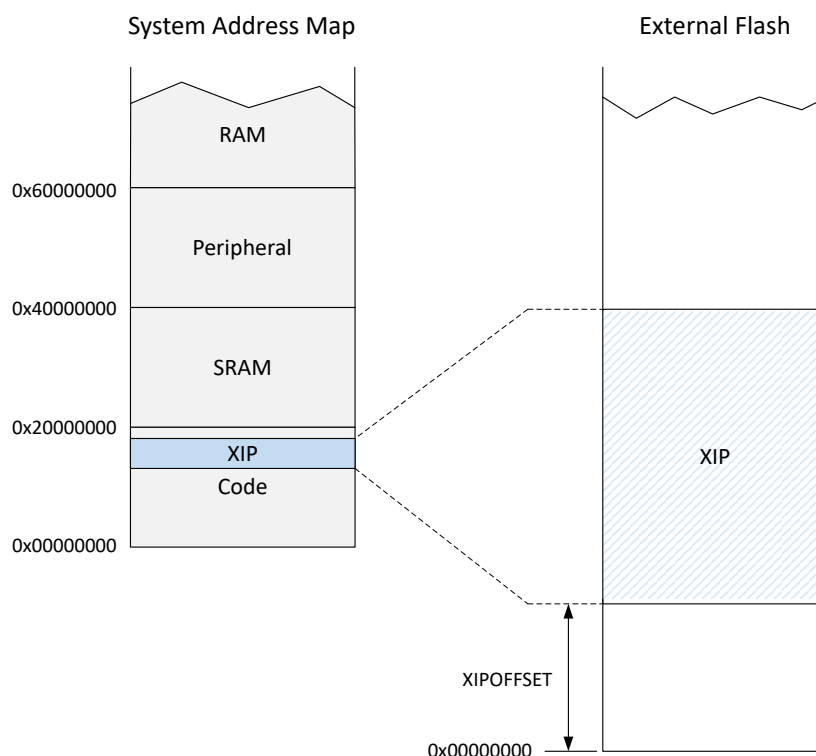 System Address Map
External Flash
RAM
0x60000000
Peripheral
0x40000000
SRAM
0x20000000
XIP
XIP
Code
0x00000000
XIPOFFSET
0x00000000